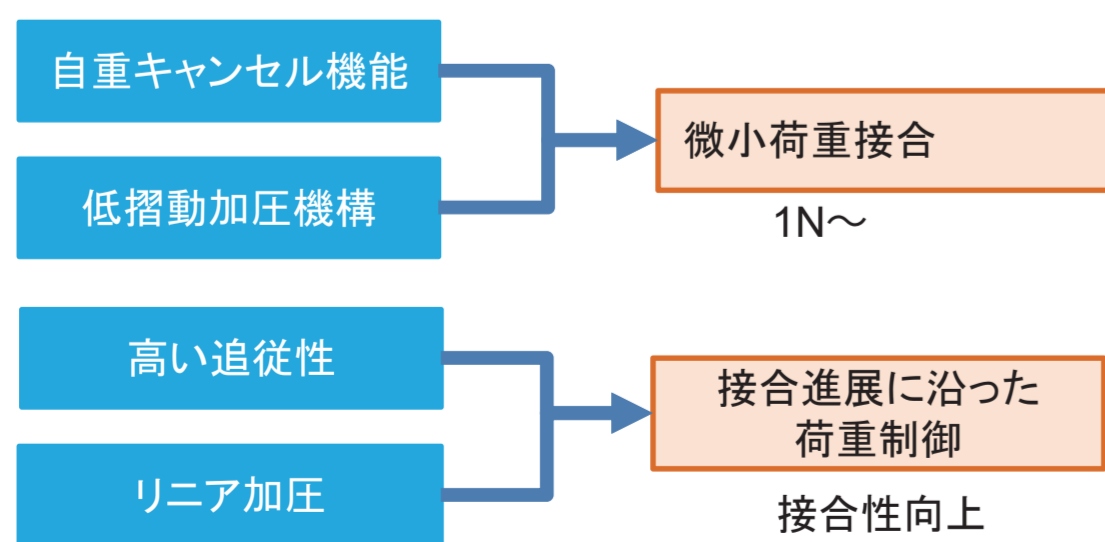 自重キャンセル機能
低摺動加圧機構
微小荷重接合
1N～
高い追従性
リニア加圧
接合進展に沿った
荷重制御
接合性向上